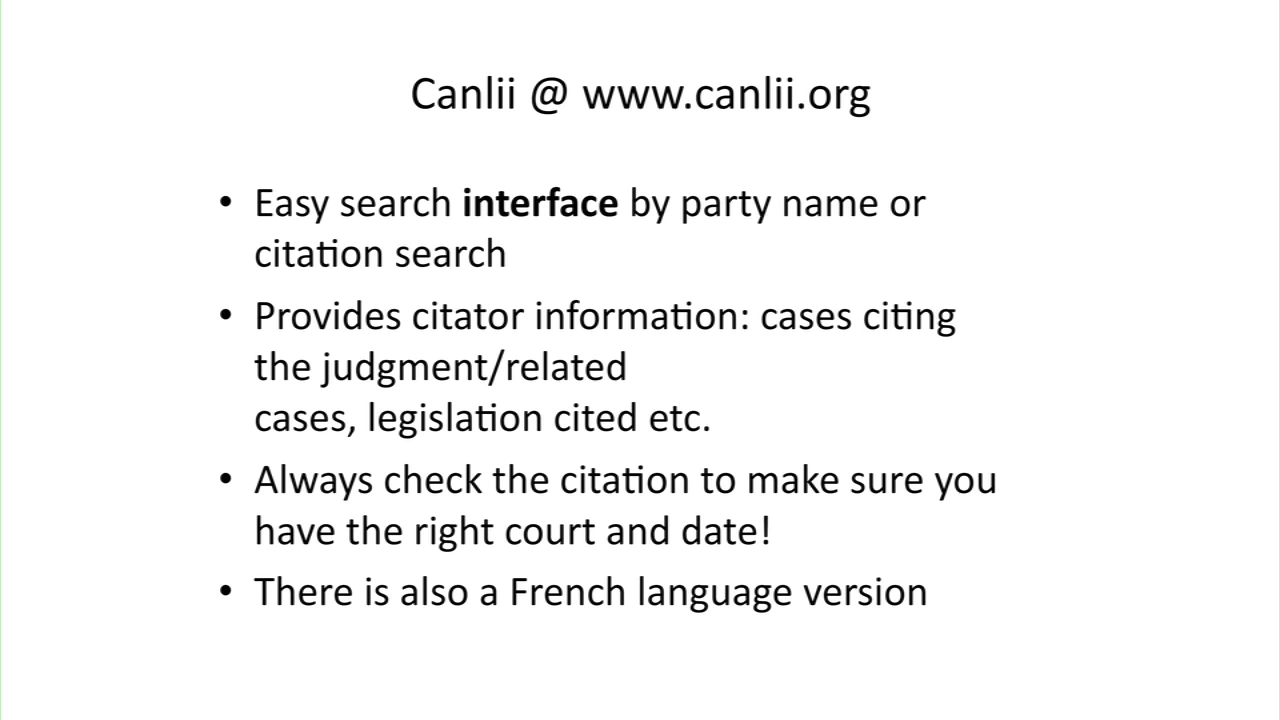 Canlii @ www.canlii.org
• Easy search interface by party name or
citation search
• Provides citator information: cases citing
the judgment/related
cases, legislation cited etc.
• Always check the citation to make sure you
have the right court and date!
• There is also a French language version